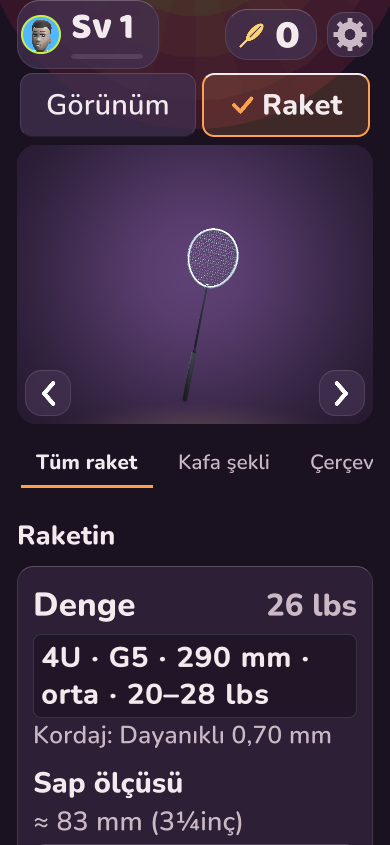 Sv 1
0
Görünüm
Raket
Tüm raket
Kafa şekli
Çerçev
Raketin
Denge
26 lbs
4U · G5 · 290 mm ·
orta · 20–28 lbs
Kordaj: Dayanıklı 0,70 mm
Sap ölçüsü
≈ 83 mm (3¼inç)